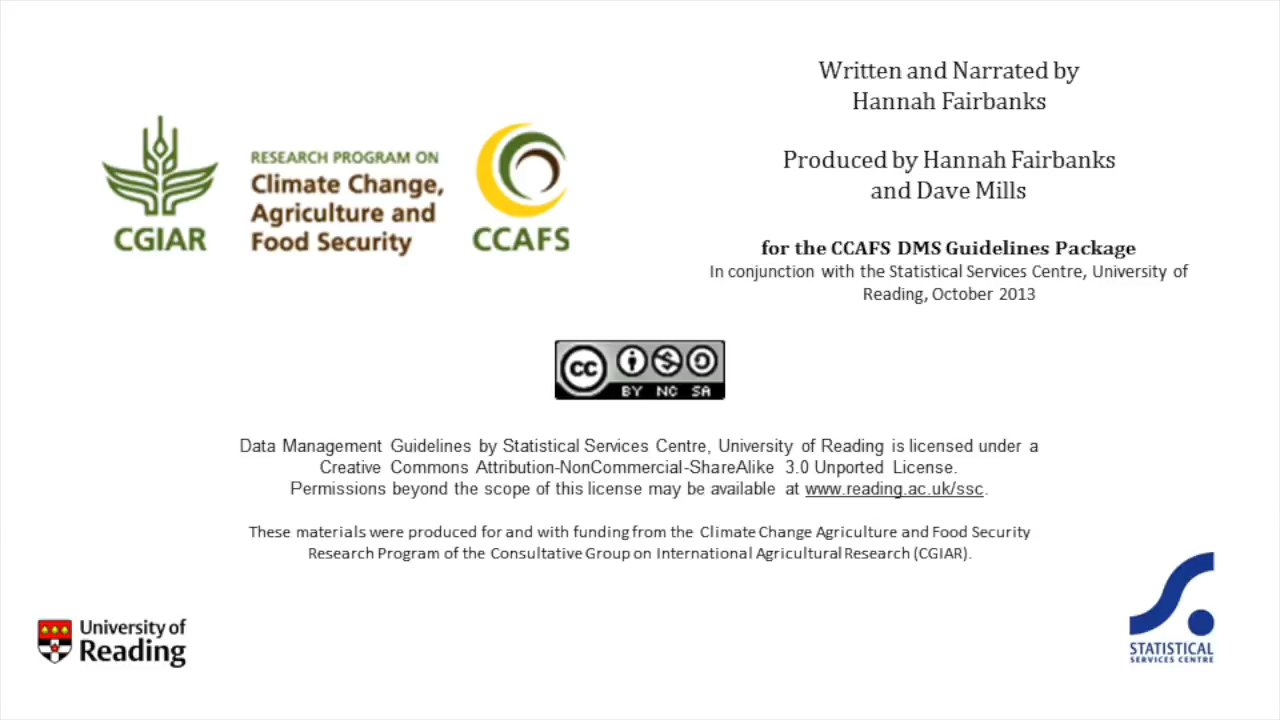 CGIAR
RESEARCH PROGRAM ON
Climate Change,
Agriculture and
Food Security
CCAFS
Written and Narrated by
Hannah Fairbanks
Produced by Hannah Fairbanks
and Dave Mills
for the CCAFS DMS Guidelines Package
In conjunction with the Statistical Services Centre, University of
Reading, October 2013
CC
BY NC SA
Data Management Guidelines by Statistical Services Centre, University of Reading is licensed under a
Creative Commons Attribution-NonCommercial-ShareAlike 3.0 Unported License.
Permissions beyond the scope of this license may be available at www.reading.ac.uk/ssc.
These materials were produced for and with funding from the Climate Change Agriculture and Food Security
Research Program of the Consultative Group on International Agricultural Research (CGIAR).
University of
Reading
STATISTICAL
SERVICES CENTRE